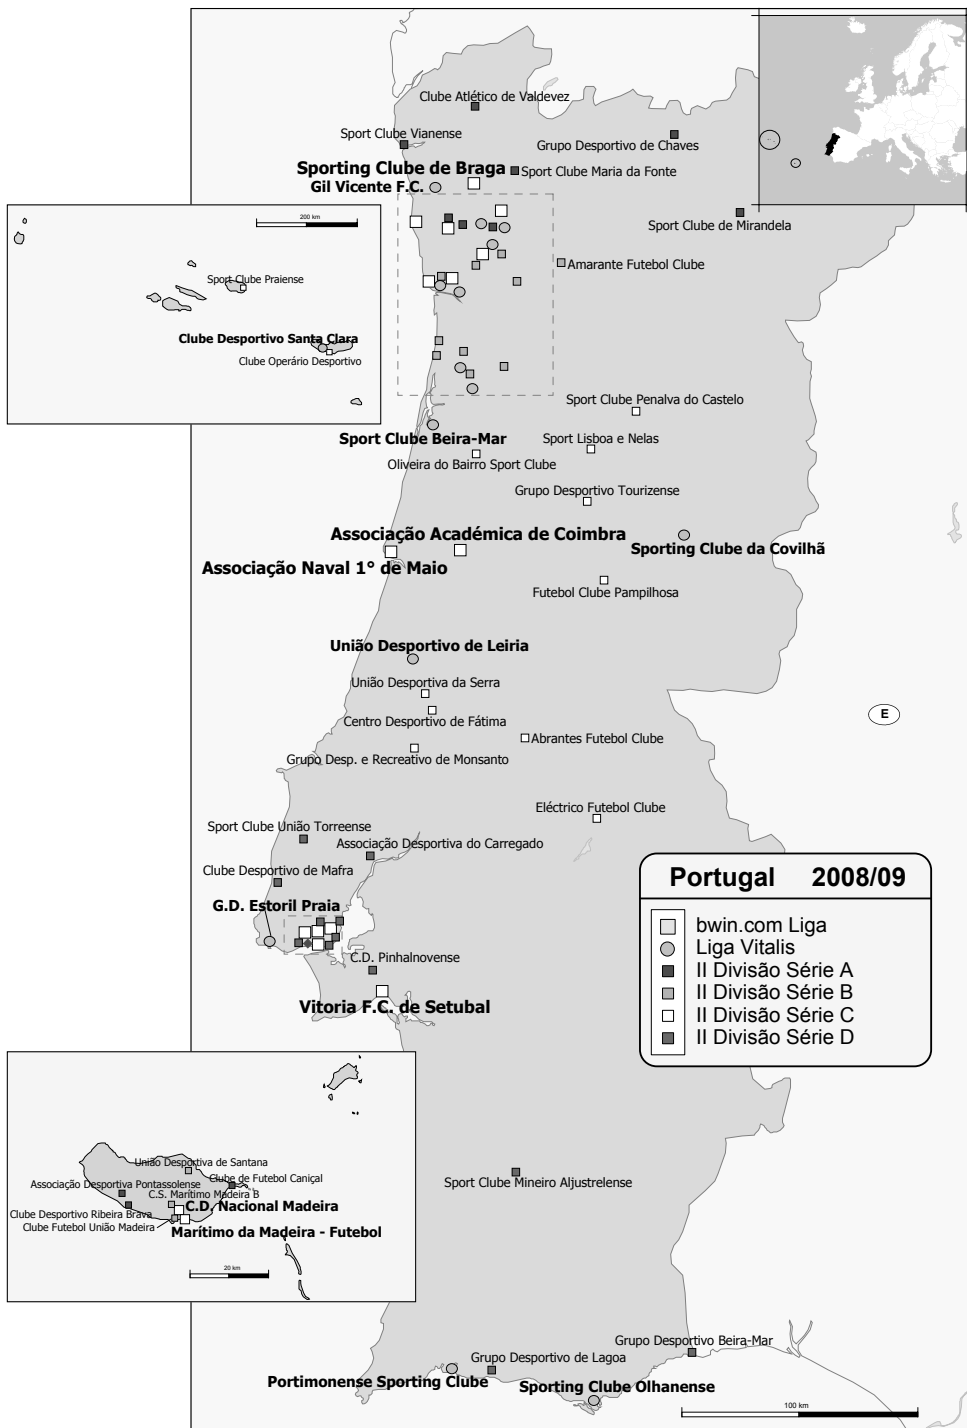 Clube Atlético de Valdevez
Sport Clube Vianense
Grupo Desportivo de Chaves
Sporting Clube de Braga
Sport Clube Maria da Fonte
Gil Vicente F.C.
Sport Clube de Mirandela
200 km
Amarante Futebol Clube
Sport Clube Praiense
Clube Desportivo Santa Clara
Clube Operário Desportivo
Sport Clube Penalva do Castelo
Sport Clube Beira-Mar
Sport Lisboa e Nelas
Oliveira do Bairro Sport Clube
Grupo Desportivo Tourizense
Associação Académica de Coimbra
Sporting Clube da Covilhã
Associação Naval 1° de Maio
Futebol Clube Pampilhosa
União Desportivo de Leiria
União Desportiva da Serra
Centro Desportivo de Fátima
E
Abrantes Futebol Clube
Grupo Desp. e Recreativo de Monsanto
Eléctrico Futebol Clube
Sport Clube União Torreense
Associação Desportiva do Carregado
Clube Desportivo de Mafra
G.D. Estoril Praia
C.D. Pinhalnovense
Vitoria F.C. de Setubal
Portugal 2008/09
bwin.com Liga
Liga Vitalis
II Divisão Série A
II Divisão Série B
II Divisão Série C
II Divisão Série D
União Desportiva de Santana
Clube de Futebol Caniçal
Associação Desportiva Pontassolense
C.S. Marítimo Madeira B
C.D. Nacional Madeira
Clube Desportivo Ribeira Brava
Clube Futebol União Madeira
Marítimo da Madeira - Futebol
20 km
Sport Clube Mineiro Aljustrelense
Grupo Desportivo Beira-Mar
Grupo Desportivo de Lagoa
Portimonense Sporting Clube
Sporting Clube Olhanense
100 km